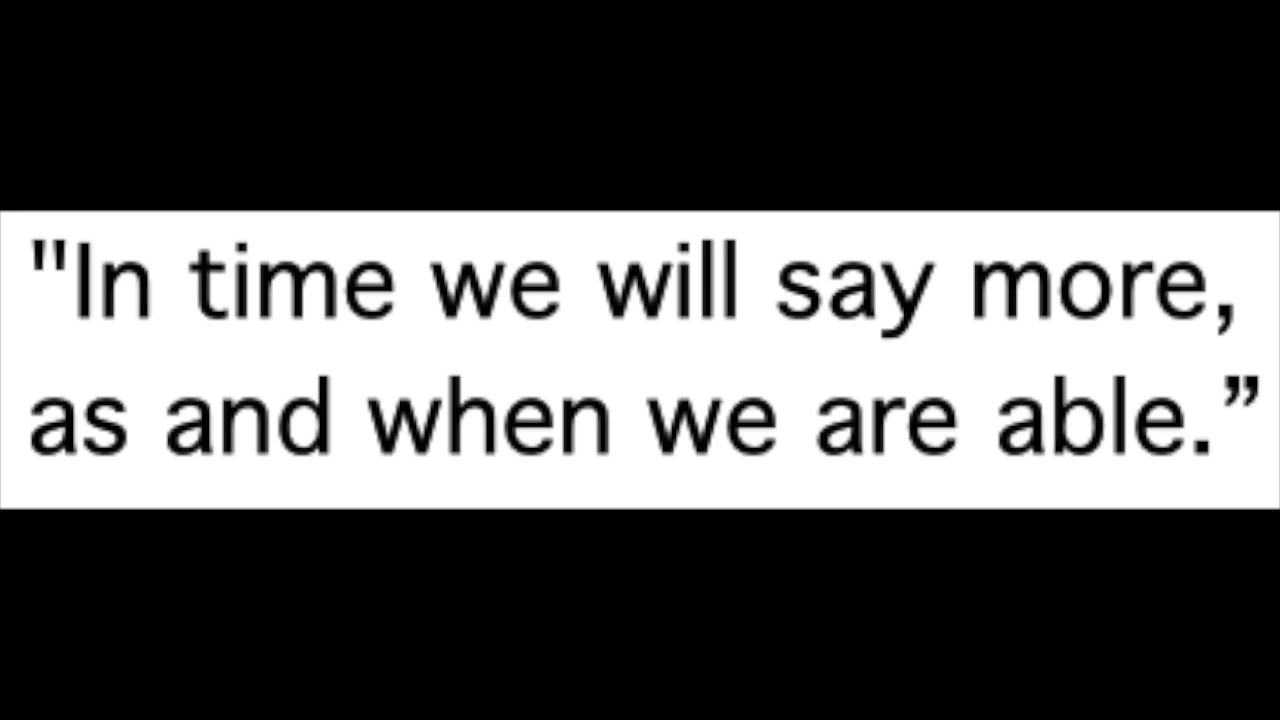 "In time we will say more,
as and when we are able.”